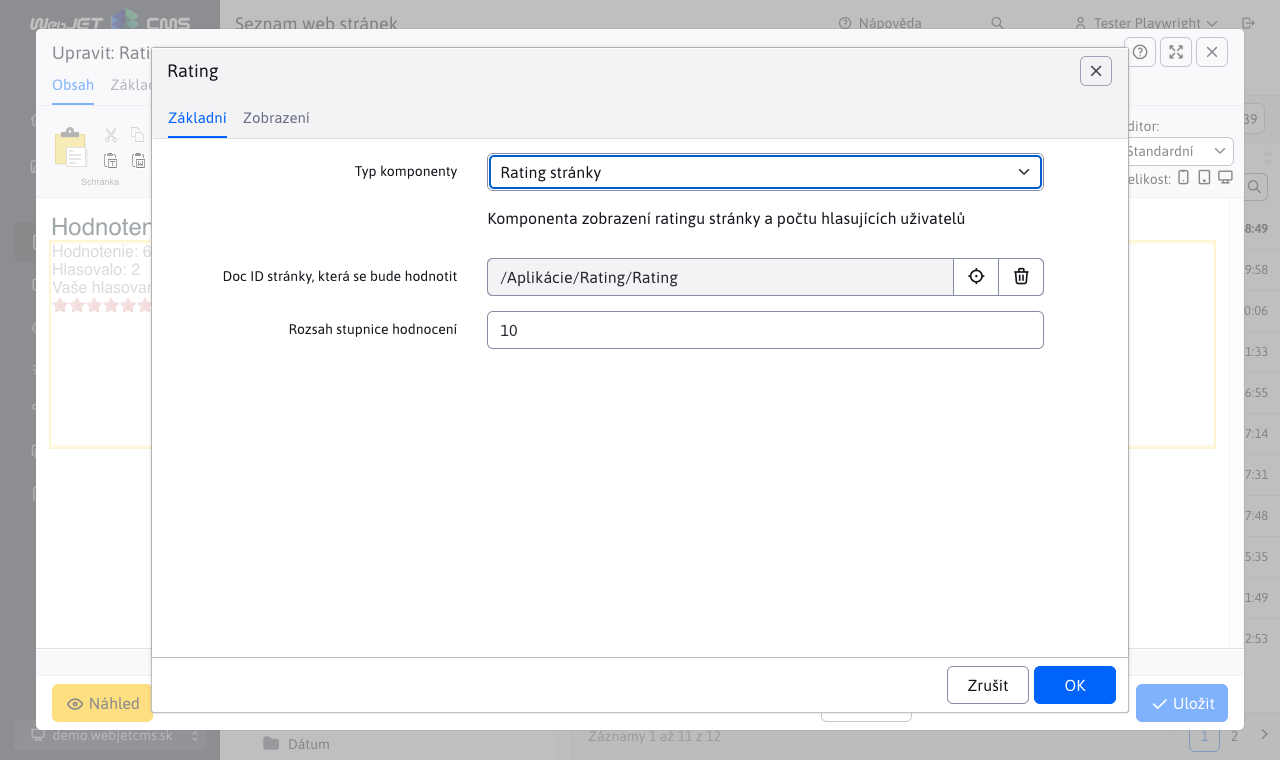 WebJET CMS
Seznam web stránek
Nápověda
Tester Playwright
Upravit: Rati
Rating
Obsah
Základní
Zobrazení
Schránka
ditor:
Standardní
elikost:
39
Typ komponenty
Rating stránky
Komponenta zobrazení ratingu stránky a počtu hlasujících uživatelů
Doc ID stránky, která se bude hodnotit
/Aplikácie/Rating/Rating
Rozsah stupnice hodnocení
10
Hodnoten
Hodnotenie: 6
Hlasovalo: 2
Vaše hlasovan
8:49
9:58
0:06
1:33
6:55
7:14
7:31
7:48
5:35
1:49
2:53
Zrušit
OK
Náhled
Uložit
demo.webjetcms.sk
Dátum
Záznamy 1 až 11 z 12
1
2